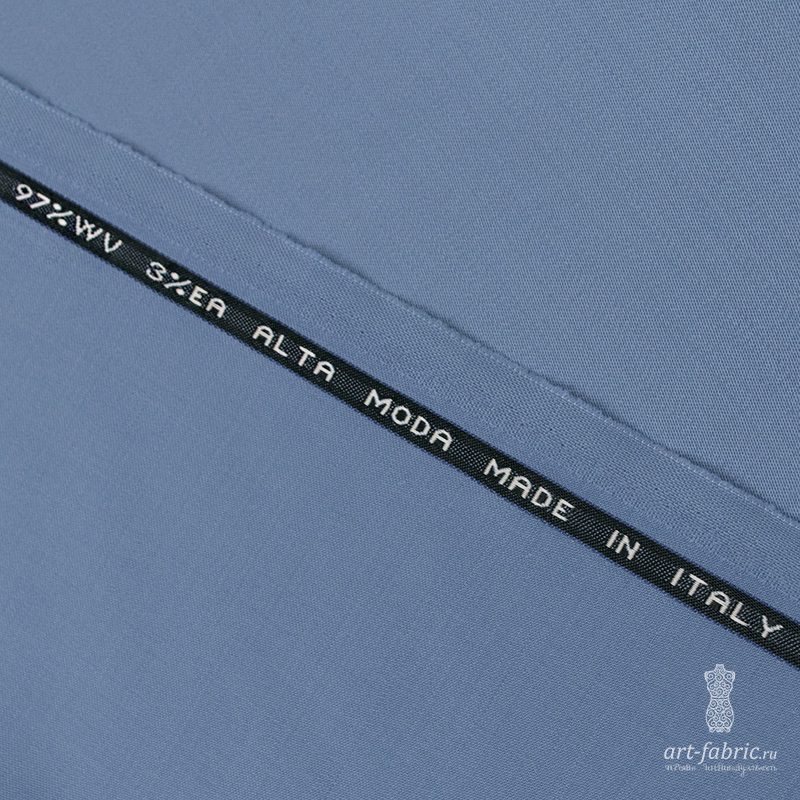 97%WV 3%EA ALTA MODA MADE IN ITALY
art-fabric.ru